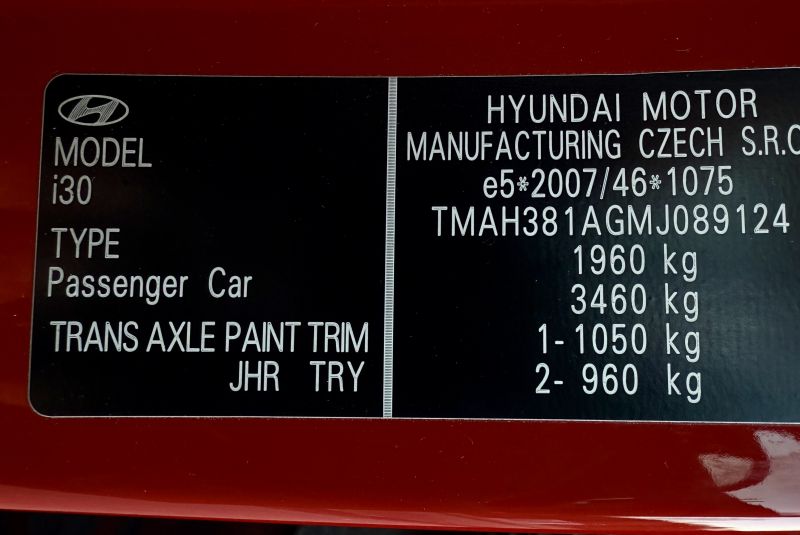 MODEL
i30
TYPE
Passenger Car
TRANS AXLE PAINT TRIM
JHR TRY
HYUNDAI MOTOR
MANUFACTURING CZECH S.R.O
e5*2007/46*1075
TMAH381AGMJ089124
1960 kg
3460 kg
1- 1050 kg
2- 960 kg